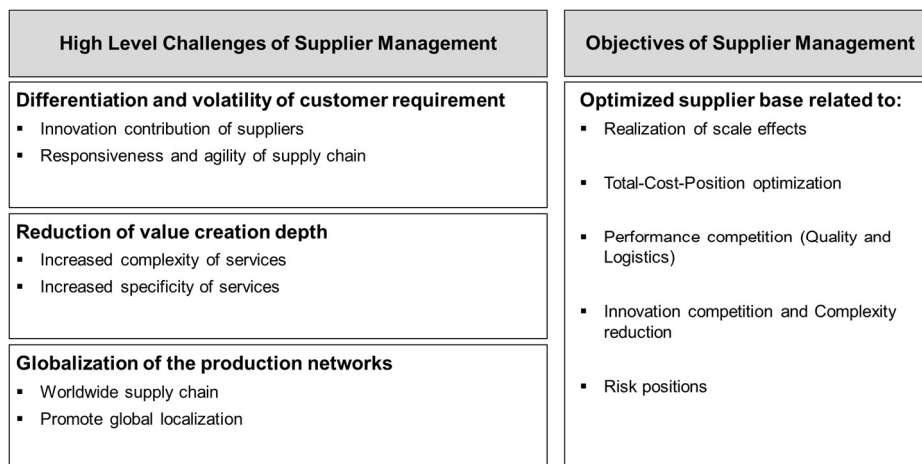 High Level Challenges of Supplier Management
Differentiation and volatility of customer requirement
▪ Innovation contribution of suppliers
▪ Responsiveness and agility of supply chain
Reduction of value creation depth
▪ Increased complexity of services
▪ Increased specificity of services
Globalization of the production networks
▪ Worldwide supply chain
▪ Promote global localization
Objectives of Supplier Management
Optimized supplier base related to:
▪ Realization of scale effects
▪ Total-Cost-Position optimization
▪ Performance competition (Quality and
Logistics)
▪ Innovation competition and Complexity
reduction
▪ Risk positions